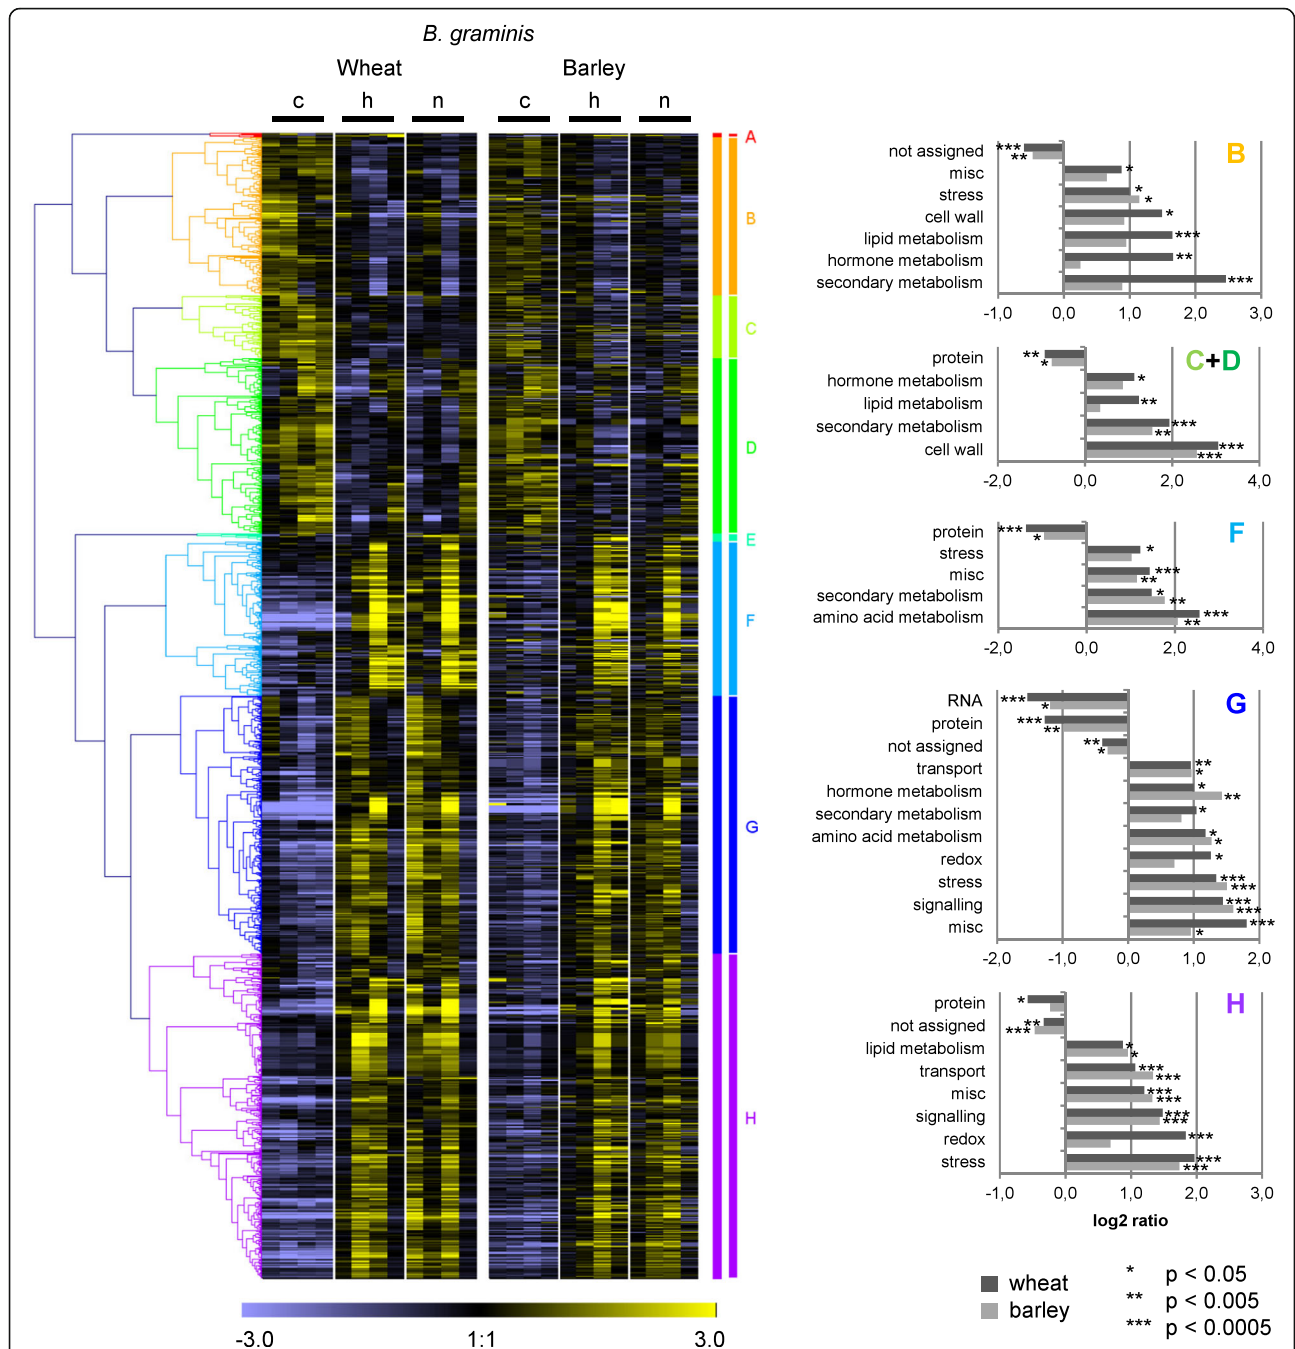 B. graminis
Wheat Barley
c h n c h n
A
B
C
D
E
F
G
H
-3.0 1:1 3.0
B
not assigned *** **
misc *
stress * *
cell wall *
lipid metabolism ***
hormone metabolism **
secondary metabolism ***
-1,0 0,0 1,0 2,0 3,0
C+D
protein ** *
hormone metabolism *
lipid metabolism **
secondary metabolism *** **
cell wall *** ***
-2,0 0,0 2,0 4,0
F
protein *** *
stress *
misc *** **
secondary metabolism * **
amino acid metabolism *** **
-2,0 0,0 2,0 4,0
G
RNA *** *
protein *** **
not assigned ** *
transport ** *
hormone metabolism * **
secondary metabolism *
amino acid metabolism * *
redox *
stress *** ***
signalling *** ***
misc *** *
-2,0 -1,0 0,0 1,0 2,0
H
protein *
not assigned ** ***
lipid metabolism * *
transport *** ***
misc *** ***
signalling *** ***
redox ***
stress *** ***
-1,0 0,0 1,0 2,0 3,0
log2 ratio
wheat
barley
* p < 0.05
** p < 0.005
*** p < 0.0005